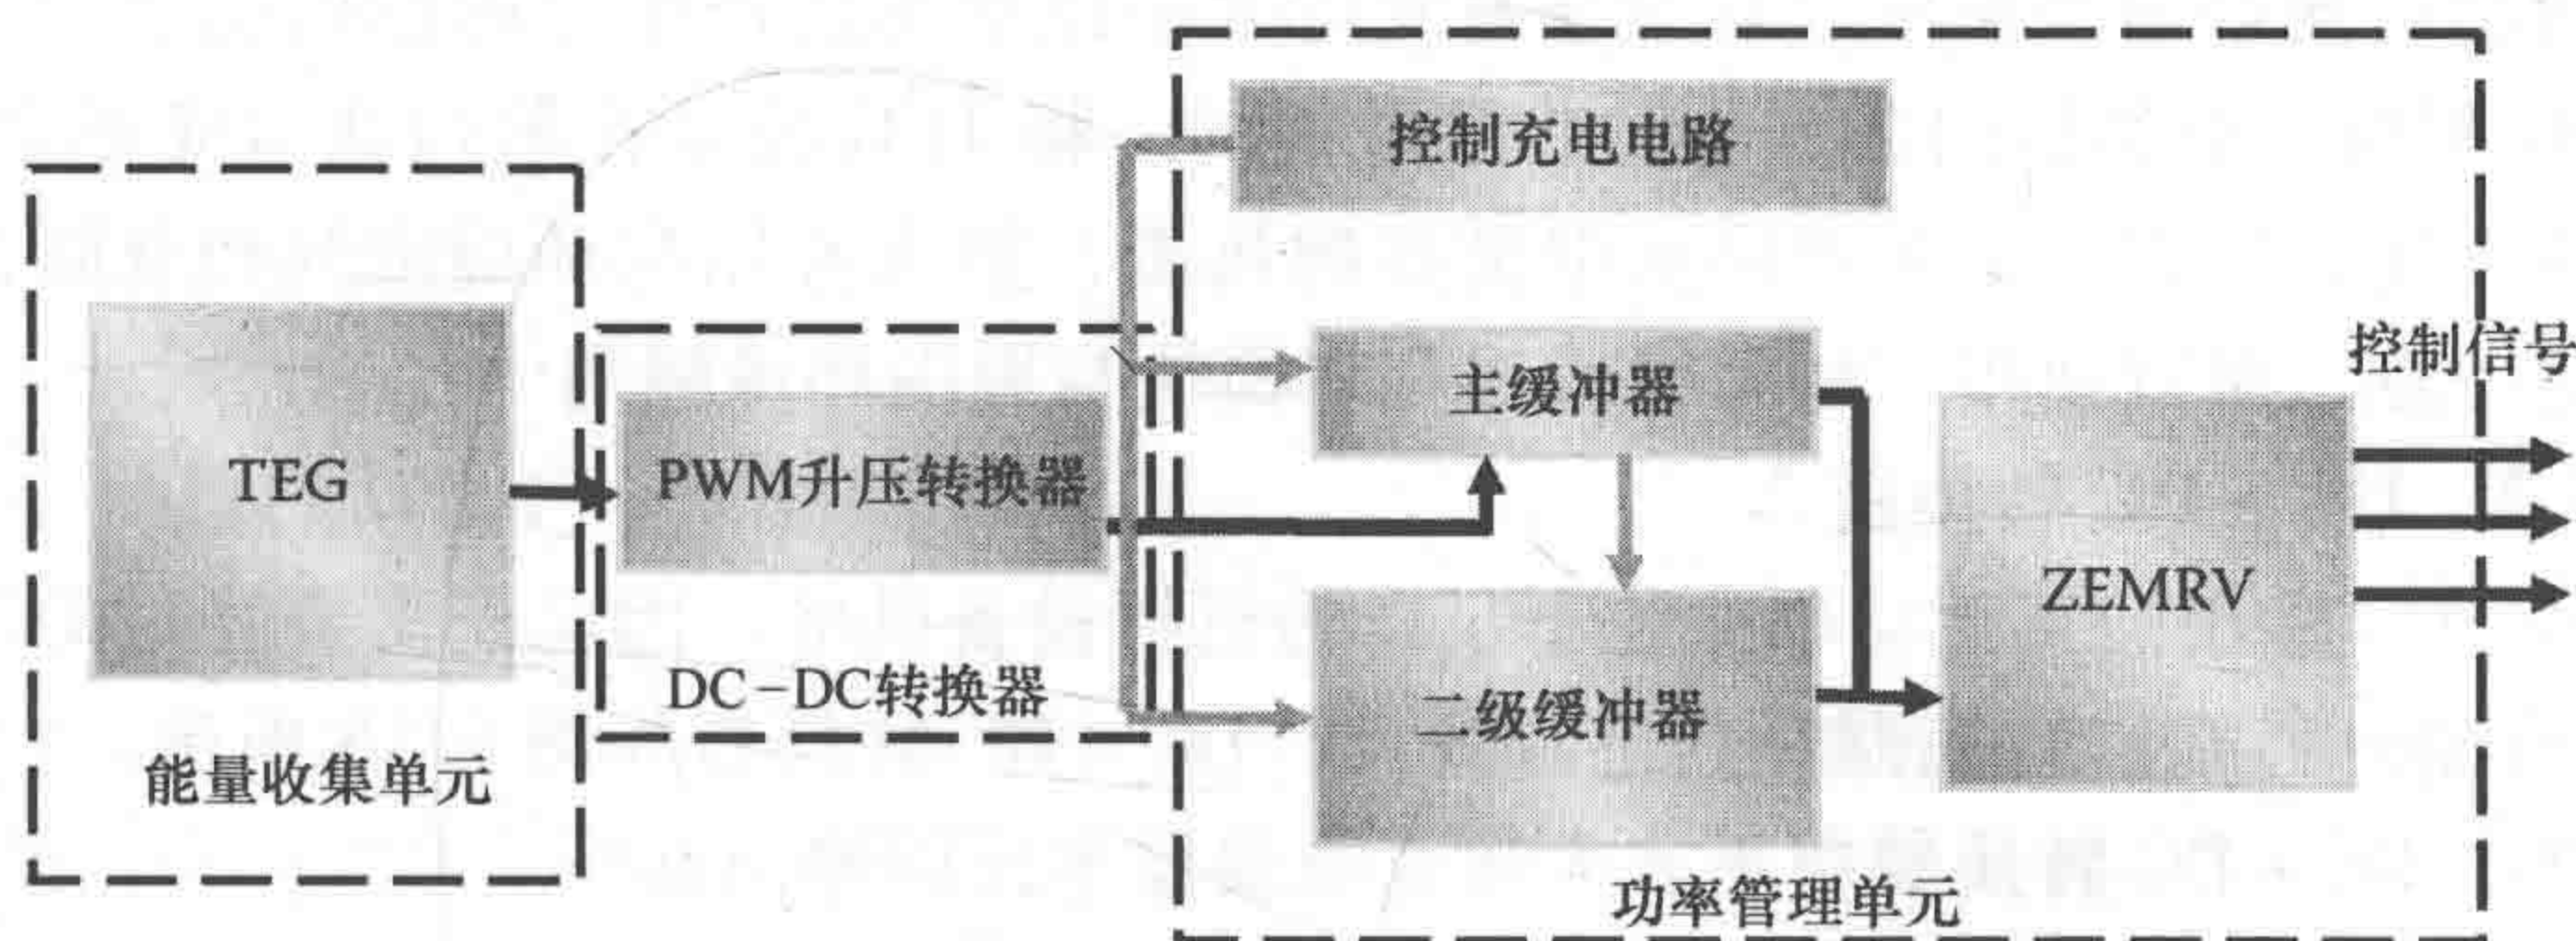 控制充电电路
控制信号
主缓冲器
TEG
PWM升压转换器
ZEMRV
DC-DC转换器
二级缓冲器
能量收集单元
功率管理单元